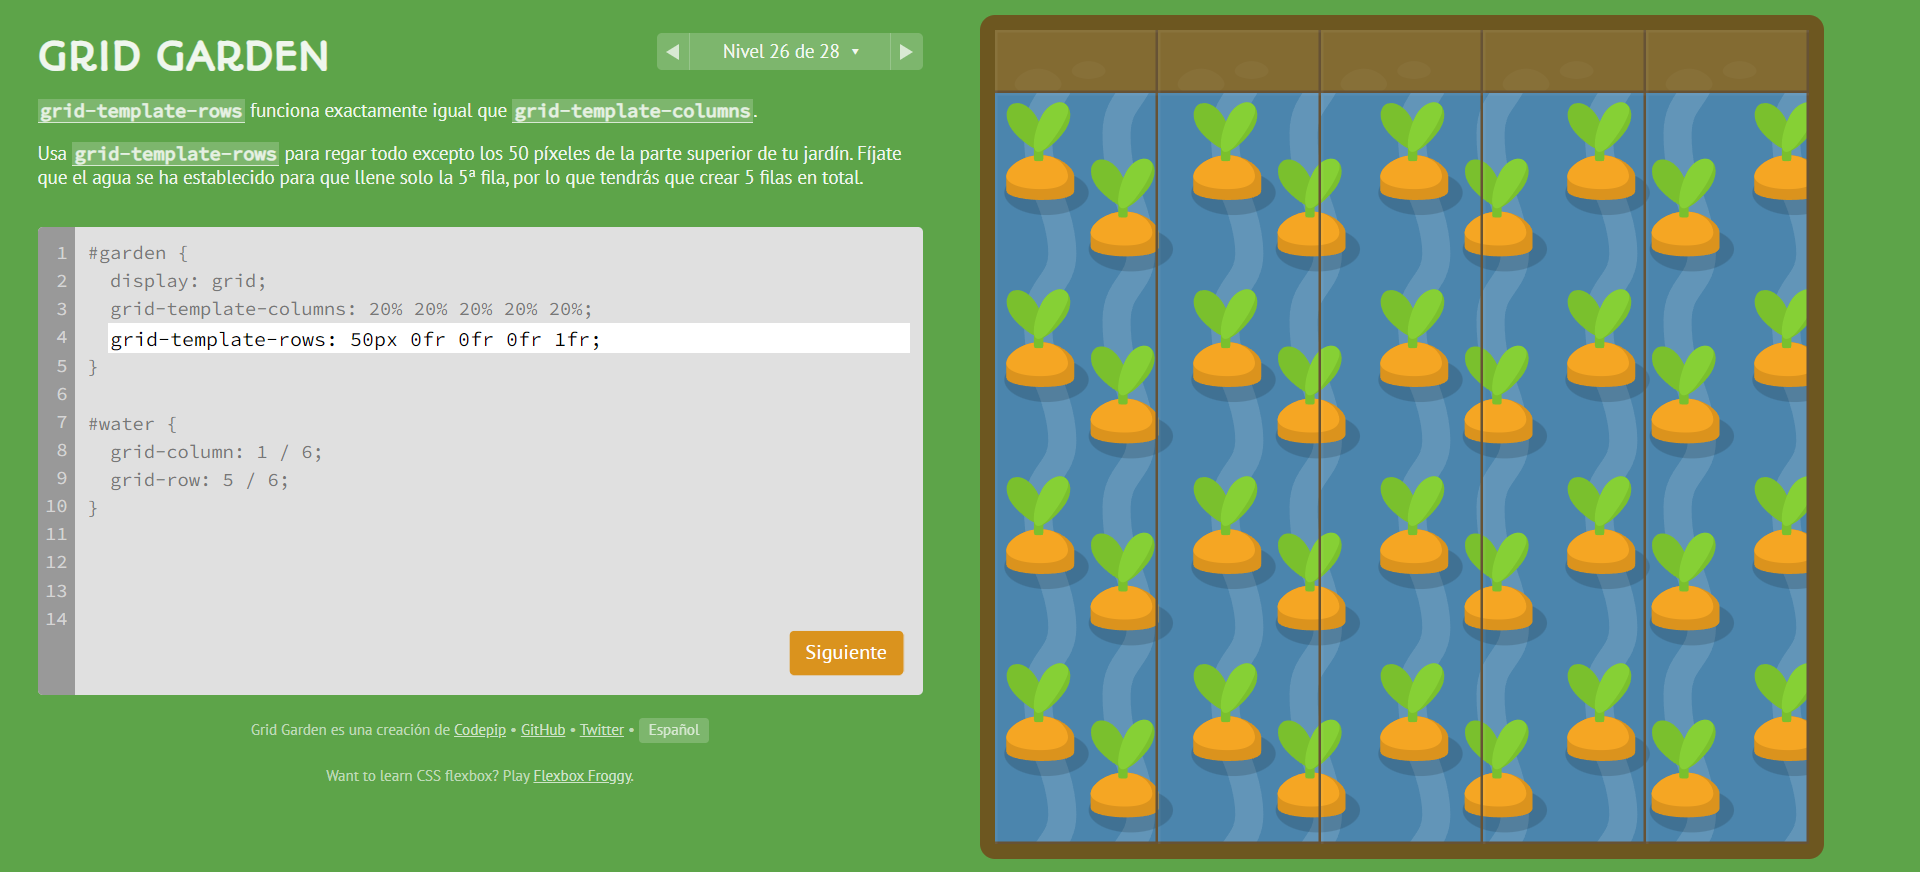 GRID GARDEN
Nivel 26 de 28
grid-template-rows funciona exactamente igual que grid-template-columns.
Usa grid-template-rows para regar todo excepto los 50 píxeles de la parte superior de tu jardín. Fíjate
que el agua se ha establecido para que llene solo la 5ª fila, por lo que tendrás que crear 5 filas en total.
1 #garden {
2 display: grid;
3 grid-template-columns: 20% 20% 20% 20% 20%;
4 grid-template-rows: 50px 0fr 0fr 0fr 1fr;
5 }
6
7 #water {
8 grid-column: 1 / 6;
9 grid-row: 5 / 6;
10 }
11
12
13
14
Siguiente
Grid Garden es una creación de Codepip • GitHub • Twitter • Español
Want to learn CSS flexbox? Play Flexbox Froggy.